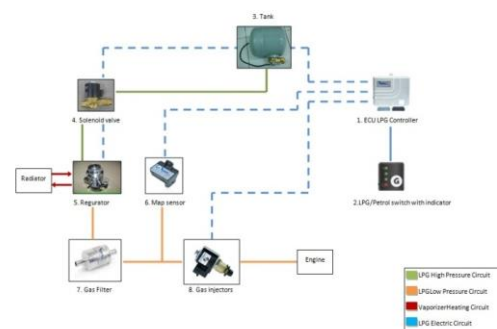 3. Tank
4. Solenoid valve
1. ECU LPG Controller
Radiator
5. Regurator
6. Map sensor
G
2.LPG/Petrol switch with indicator
7. Gas Filter
8. Gas injectors
Engine
LPG High Pressure Circuit
LPGLow Pressure Circuit
VaporizerHeating Circuit
LPG Electric Circuit